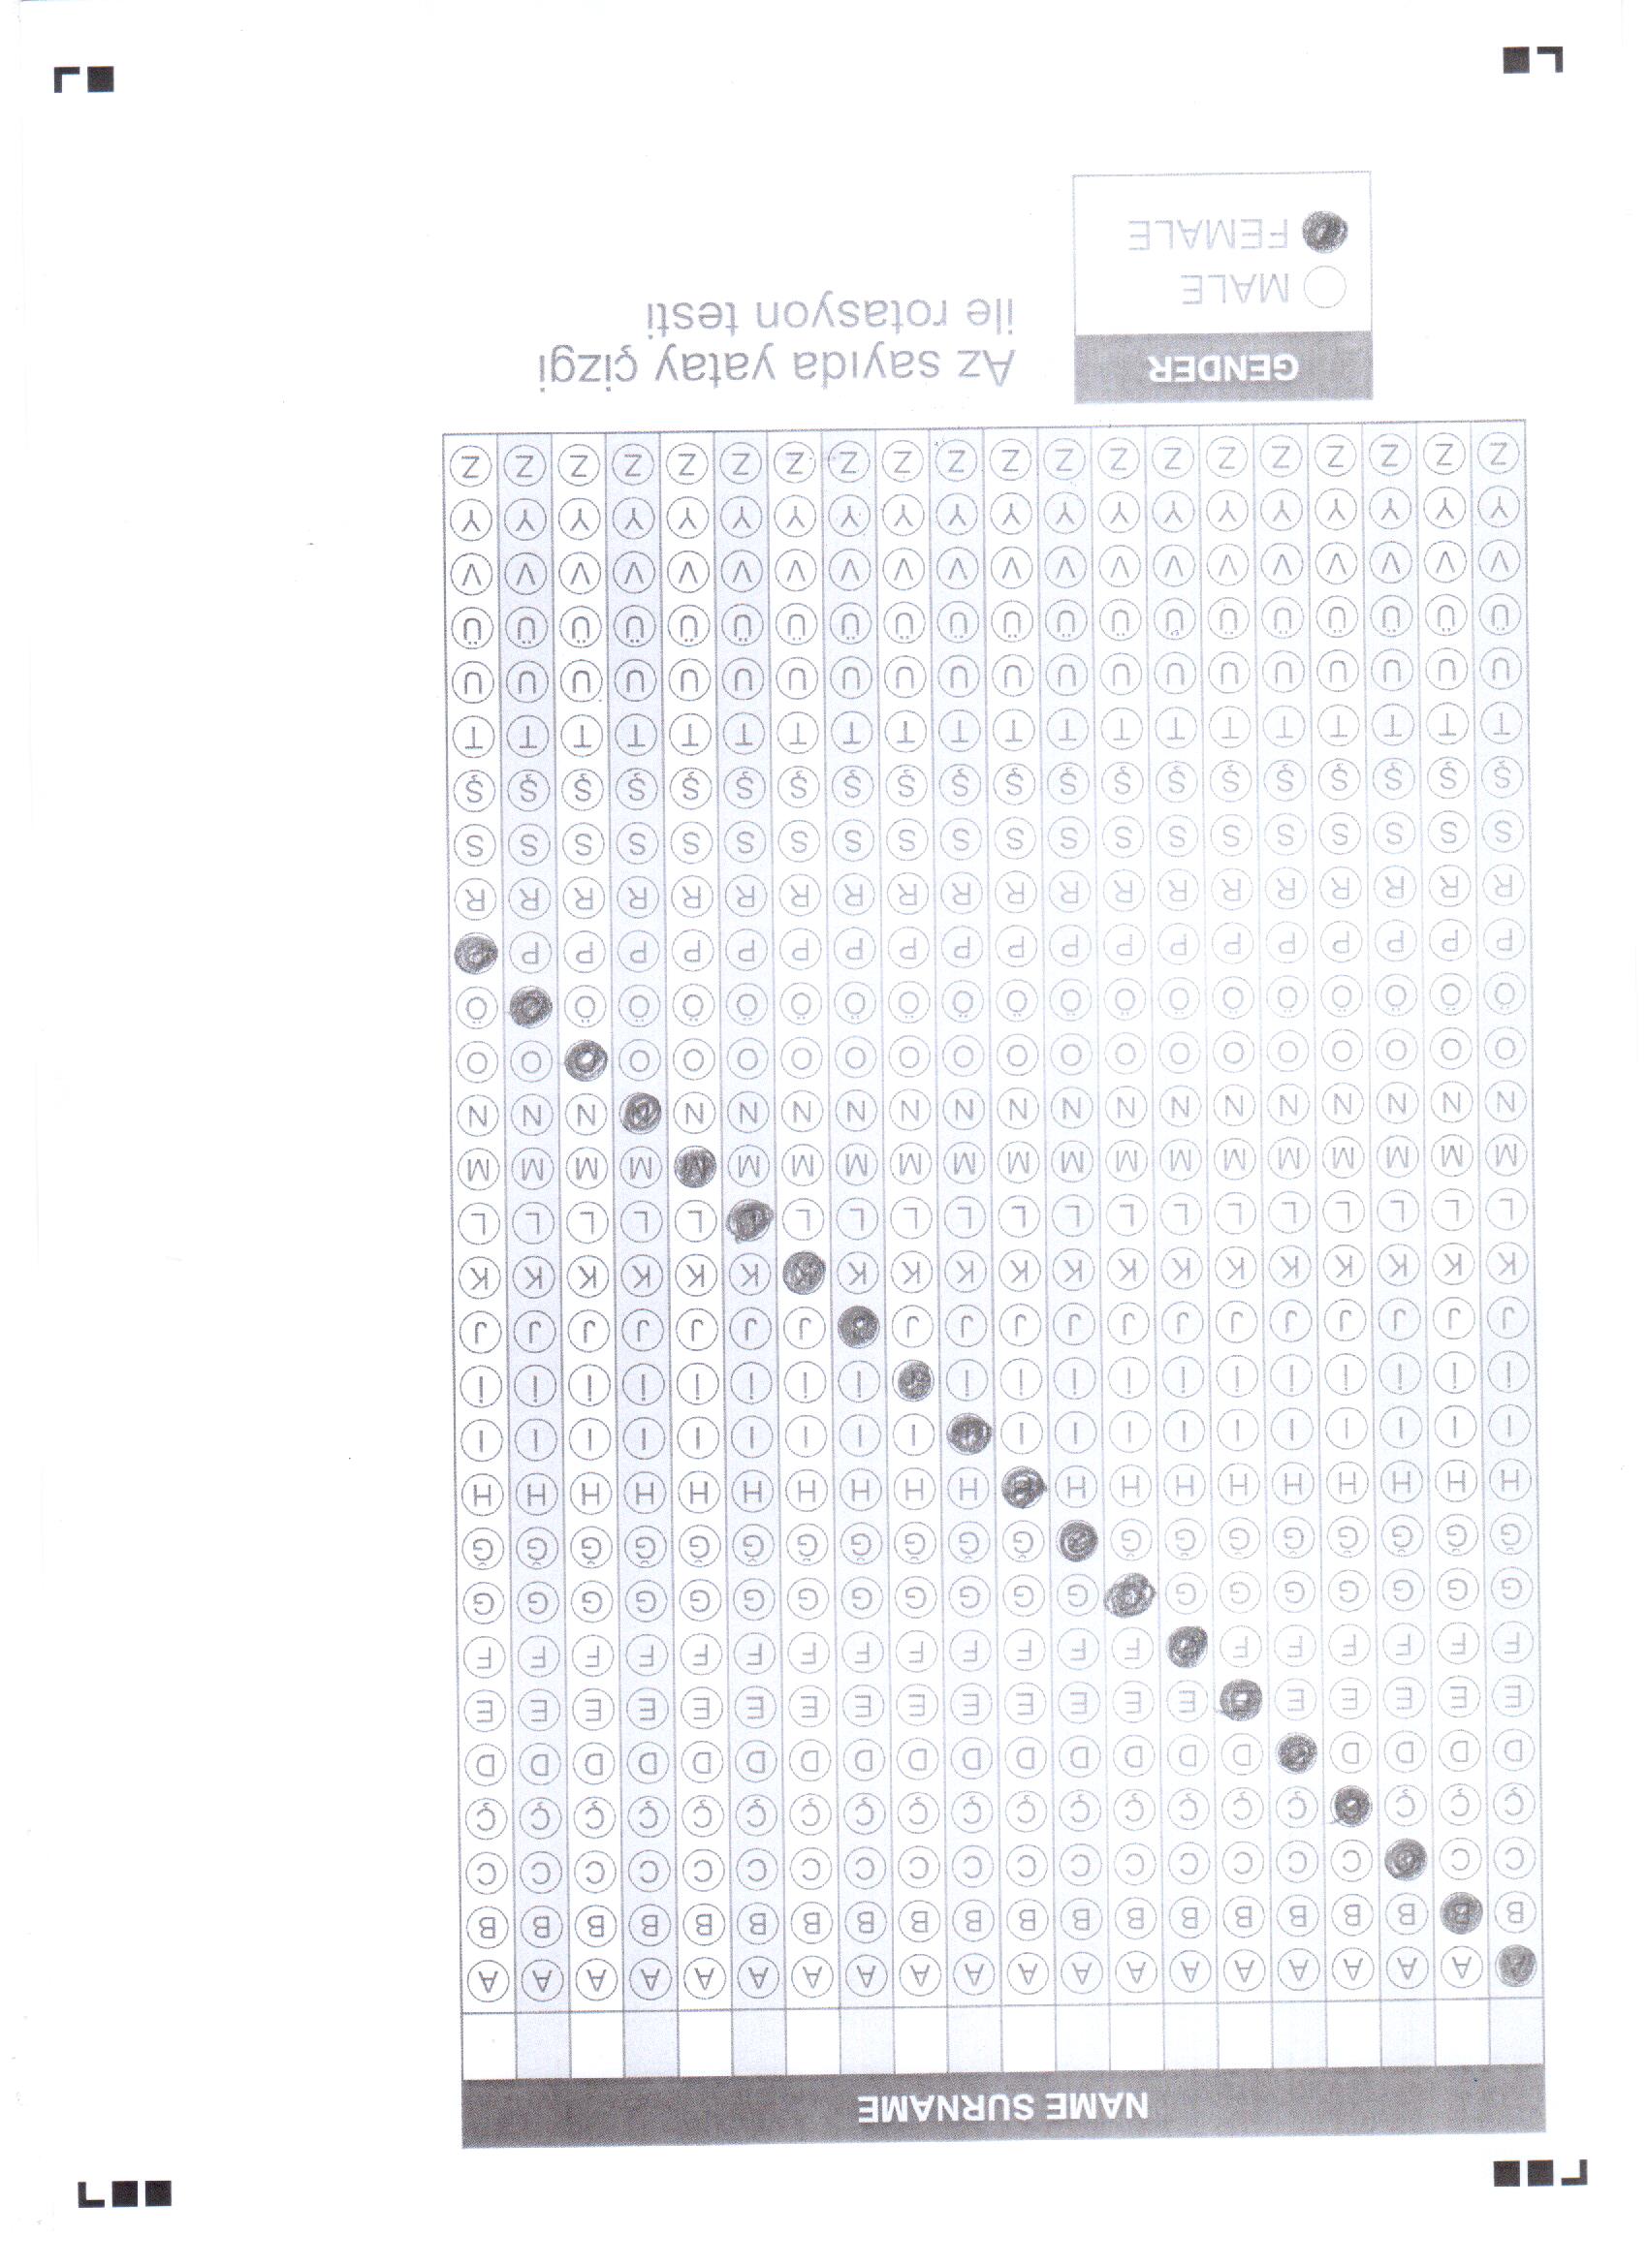 NAME SURNAME
A A A A A A A A A A A A A A A A A A A A
B B B B B B B B B B B B B B B B B B B B
C C C C C C C C C C C C C C C C C C C
Ç Ç Ç Ç Ç Ç Ç Ç Ç Ç Ç Ç Ç Ç Ç Ç Ç Ç Ç
D D D D D D D D D D D D D D D D D D D
E E E E E E E E E E E E E E E E E E E
F F F F F F F F F F F F F F F F F F F
G G G G G G G G G G G G G G G G G G G
Ğ Ğ Ğ Ğ Ğ Ğ Ğ Ğ Ğ Ğ Ğ Ğ Ğ Ğ Ğ Ğ Ğ Ğ Ğ
H H H H H H H H H H H H H H H H H H H
I I I I I I I I I I I I I I I I I I I
İ İ İ İ İ İ İ İ İ İ İ İ İ İ İ İ İ İ İ
J J J J J J J J J J J J J J J J J J J
K K K K K K K K K K K K K K K K K K K K
L L L L L L L L L L L L L L L L L L L
M M M M M M M M M M M M M M M M M M M M
N N N N N N N N N N N N N N N N N N N
O O O O O O O O O O O O O O O O O O O
Ö Ö Ö Ö Ö Ö Ö Ö Ö Ö Ö Ö Ö Ö Ö Ö Ö Ö Ö
P P P P P P P P P P P P P P P P P P P
R R R R R R R R R R R R R R R R R R R R
S S S S S S S S S S S S S S S S S S S S
Ş Ş Ş Ş Ş Ş Ş Ş Ş Ş Ş Ş Ş Ş Ş Ş Ş Ş Ş Ş
T T T T T T T T T T T T T T T T T T T T
U U U U U U U U U U U U U U U U U U U U
Ü Ü Ü Ü Ü Ü Ü Ü Ü Ü Ü Ü Ü Ü Ü Ü Ü Ü Ü Ü
V V V V V V V V V V V V V V V V V V V V
Y Y Y Y Y Y Y Y Y Y Y Y Y Y Y Y Y Y Y Y
Z Z Z Z Z Z Z Z Z Z Z Z Z Z Z Z Z Z Z Z
GENDER
MALE
FEMALE
Az sayıda yatay çizgi
ile rotasyon testi